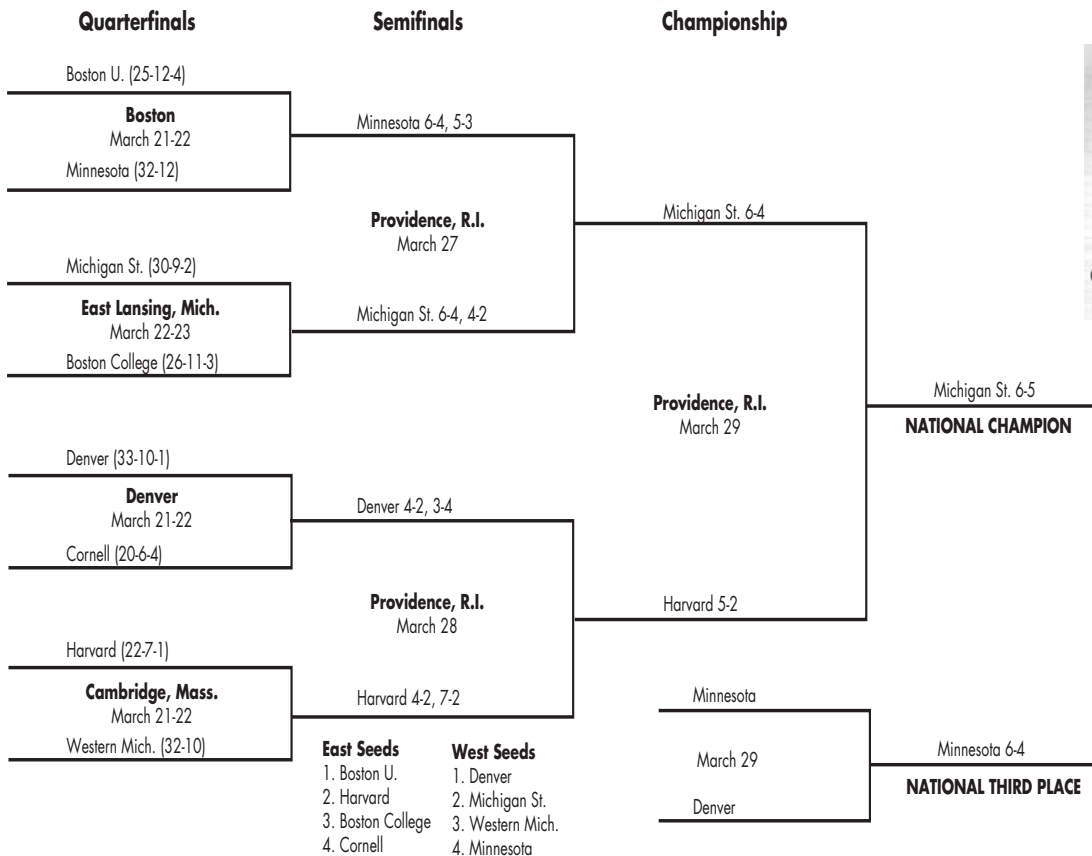 Quarterfinals
Semifinals
Championship
Boston U. (25-12-4)
Boston
March 21-22
Minnesota (32-12)
Minnesota 6-4, 5-3
Providence, R.I.
March 27
Michigan St. 6-4
Michigan St. (30-9-2)
East Lansing, Mich.
March 22-23
Boston College (26-11-3)
Michigan St. 6-4, 4-2
Providence, R.I.
March 29
Michigan St. 6-5
NATIONAL CHAMPION
Denver (33-10-1)
Denver
March 21-22
Cornell (20-6-4)
Denver 4-2, 3-4
Providence, R.I.
March 28
Harvard 5-2
Harvard (22-7-1)
Cambridge, Mass.
March 21-22
Western Mich. (32-10)
Harvard 4-2, 7-2
East Seeds
1. Boston U.
2. Harvard
3. Boston College
4. Cornell
West Seeds
1. Denver
2. Michigan St.
3. Western Mich.
4. Minnesota
Minnesota
March 29
Denver
Minnesota 6-4
NATIONAL THIRD PLACE